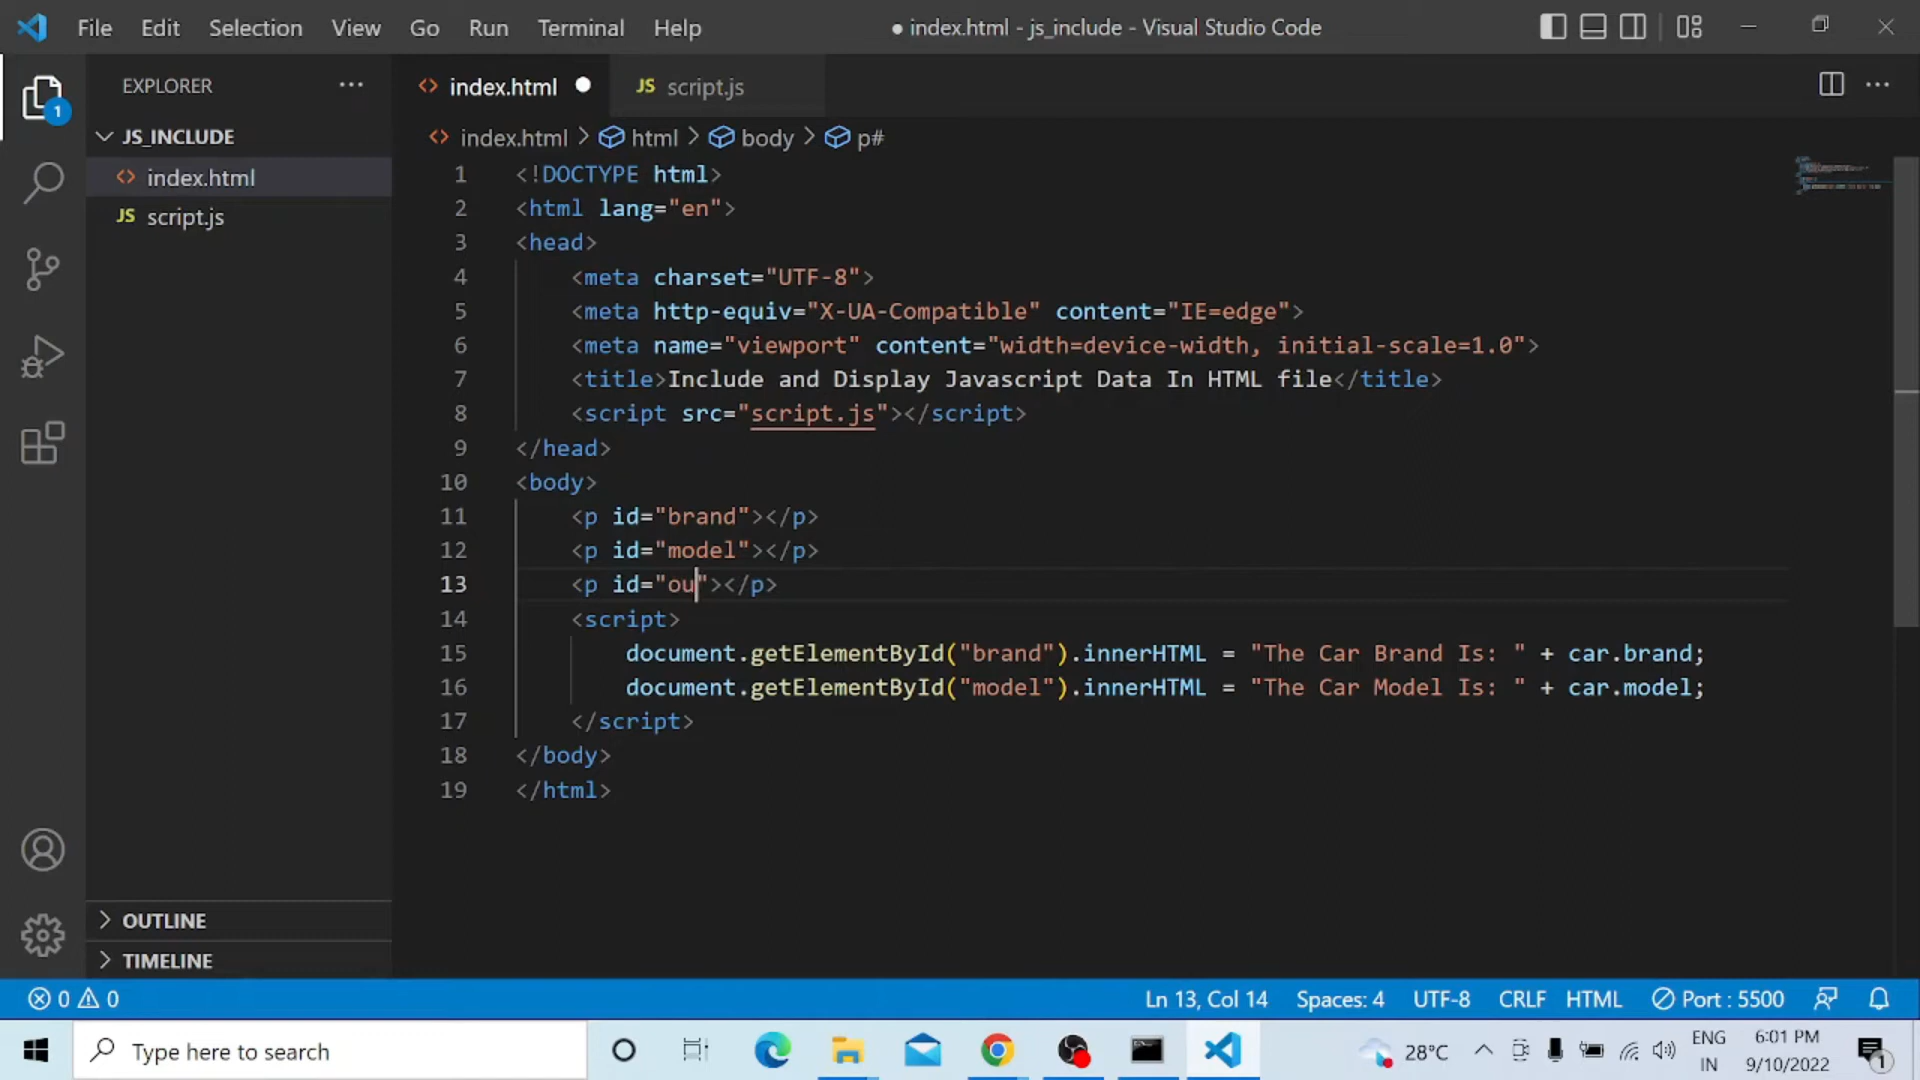 File Edit Selection View Go Run Terminal Help ● index.html - js_include - Visual Studio Code
EXPLORER ··· <> index.html ● JS script.js ···
1
JS_INCLUDE
<> index.html > html > body > p#
<> index.html
JS script.js
1 <!DOCTYPE html>
2 <html lang="en">
3 <head>
4 <meta charset="UTF-8">
5 <meta http-equiv="X-UA-Compatible" content="IE=edge">
6 <meta name="viewport" content="width=device-width, initial-scale=1.0">
7 <title>Include and Display Javascript Data In HTML file</title>
8 <script src="script.js"></script>
9 </head>
10 <body>
11 <p id="brand"></p>
12 <p id="model"></p>
13 <p id="ou"></p>
14 <script>
15 document.getElementById("brand").innerHTML = "The Car Brand Is: " + car.brand;
16 document.getElementById("model").innerHTML = "The Car Model Is: " + car.model;
17 </script>
18 </body>
19 </html>
OUTLINE
TIMELINE
0 0 Ln 13, Col 14 Spaces: 4 UTF-8 CRLF HTML Port : 5500
Type here to search 28°C ENG IN 6:01 PM 9/10/2022 1